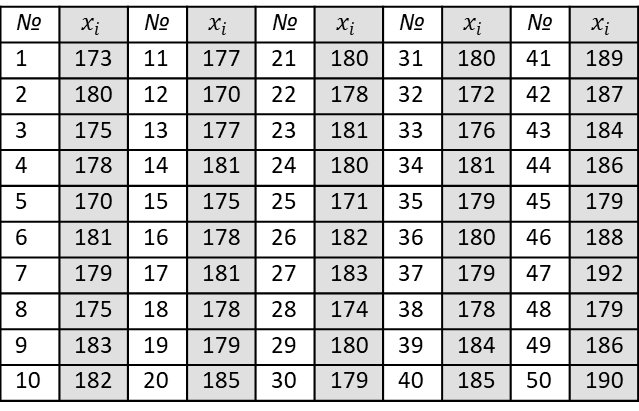 № xᵢ № xᵢ № xᵢ № xᵢ № xᵢ
1 173 11 177 21 180 31 180 41 189
2 180 12 170 22 178 32 172 42 187
3 175 13 177 23 181 33 176 43 184
4 178 14 181 24 180 34 181 44 186
5 170 15 175 25 171 35 179 45 179
6 181 16 178 26 182 36 180 46 188
7 179 17 181 27 183 37 179 47 192
8 175 18 178 28 174 38 178 48 179
9 183 19 179 29 180 39 184 49 186
10 182 20 185 30 179 40 185 50 190